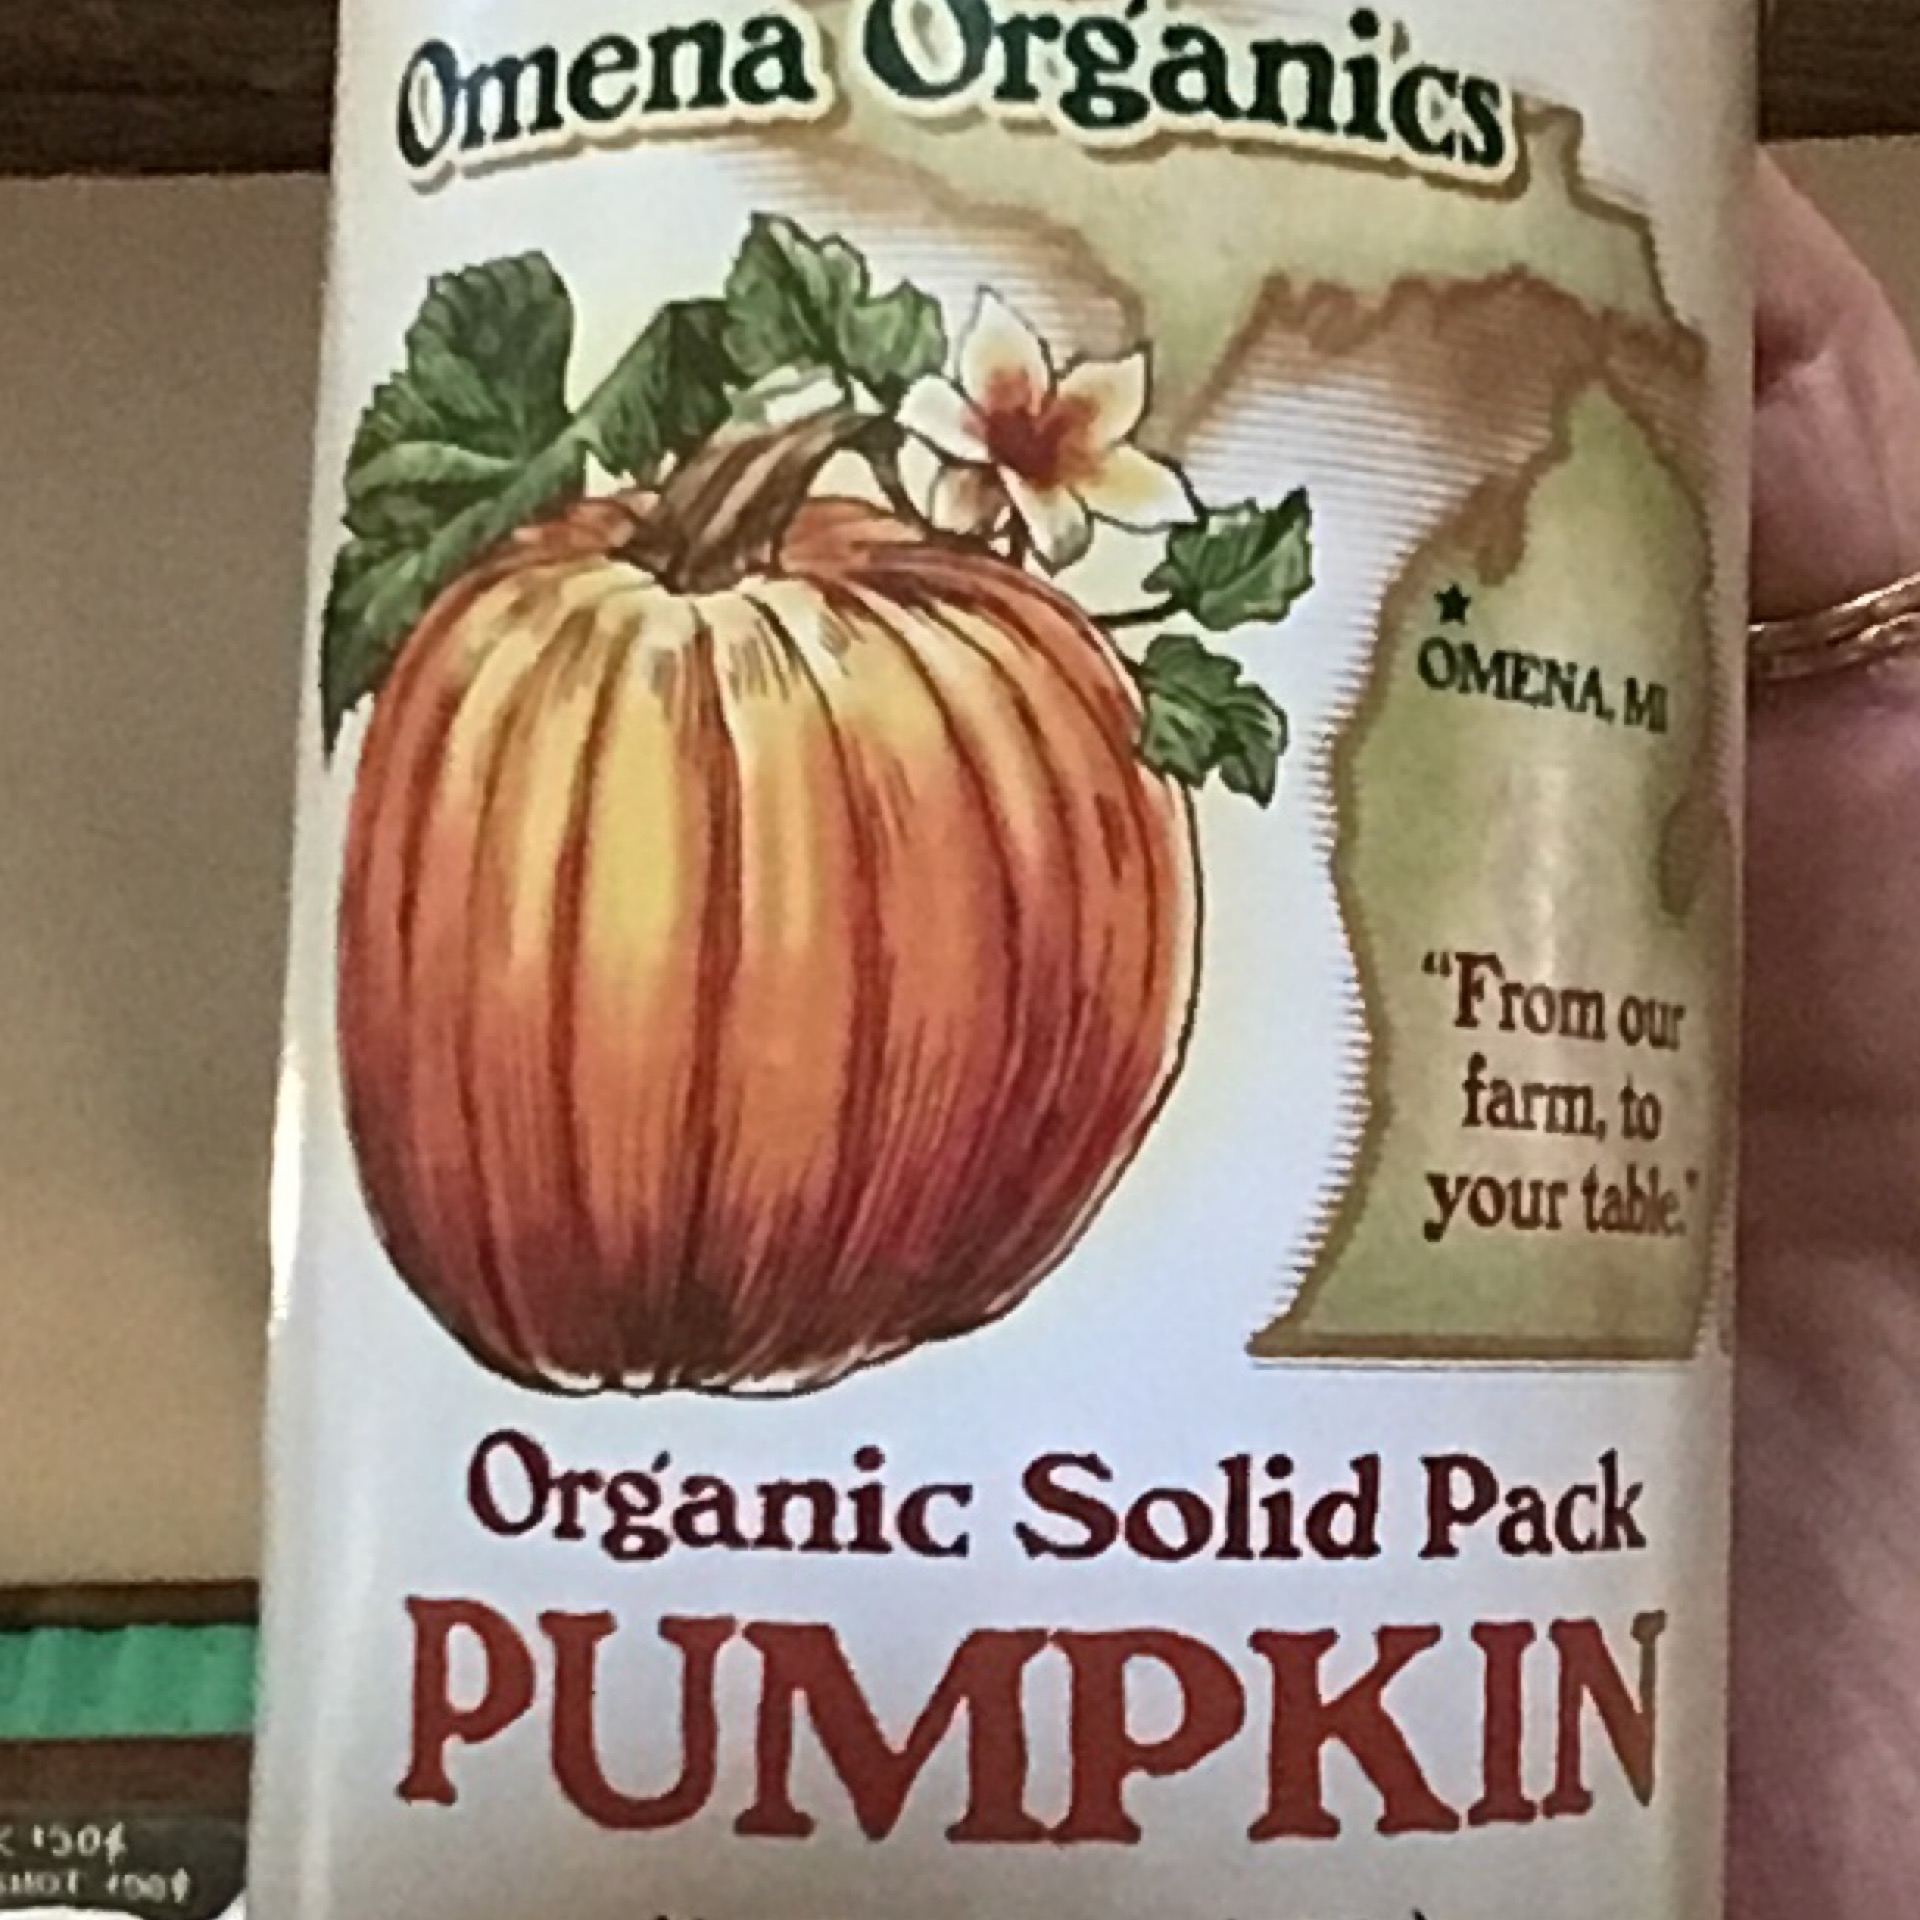 Omena Organics
OMENA, MI
“From our
farm, to
your table."
Organic Solid Pack
PUMPKIN